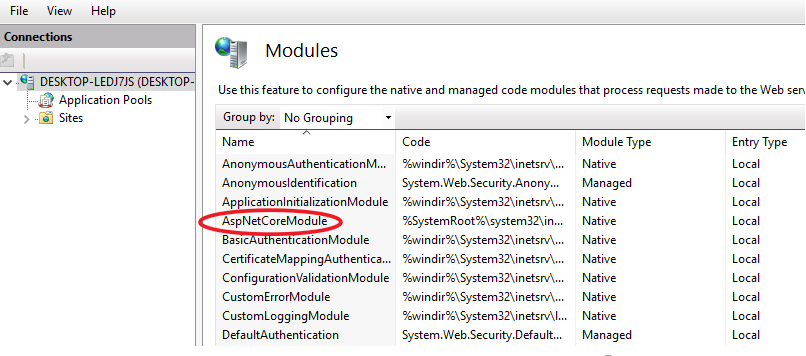 File View Help
Connections
DESKTOP-LEDJ7JS (DESKTOP-
Application Pools
Sites
Modules
Use this feature to configure the native and managed code modules that process requests made to the Web serv
Group by: No Grouping
Name Code Module Type Entry Type
AnonymousAuthenticationM... %windir%\System32\inetsrv\... Native Local
AnonymousIdentification System.Web.Security.Anony... Managed Local
ApplicationInitializationModule %windir%\System32\inetsrv\... Native Local
AspNetCoreModule %SystemRoot%\system32\in... Native Local
BasicAuthenticationModule %windir%\System32\inetsrv\... Native Local
CertificateMappingAuthentica... %windir%\System32\inetsrv\... Native Local
ConfigurationValidationModule %windir%\System32\inetsrv\... Native Local
CustomErrorModule %windir%\System32\inetsrv\... Native Local
CustomLoggingModule %windir%\System32\inetsrv\l... Native Local
DefaultAuthentication System.Web.Security.Default... Managed Local